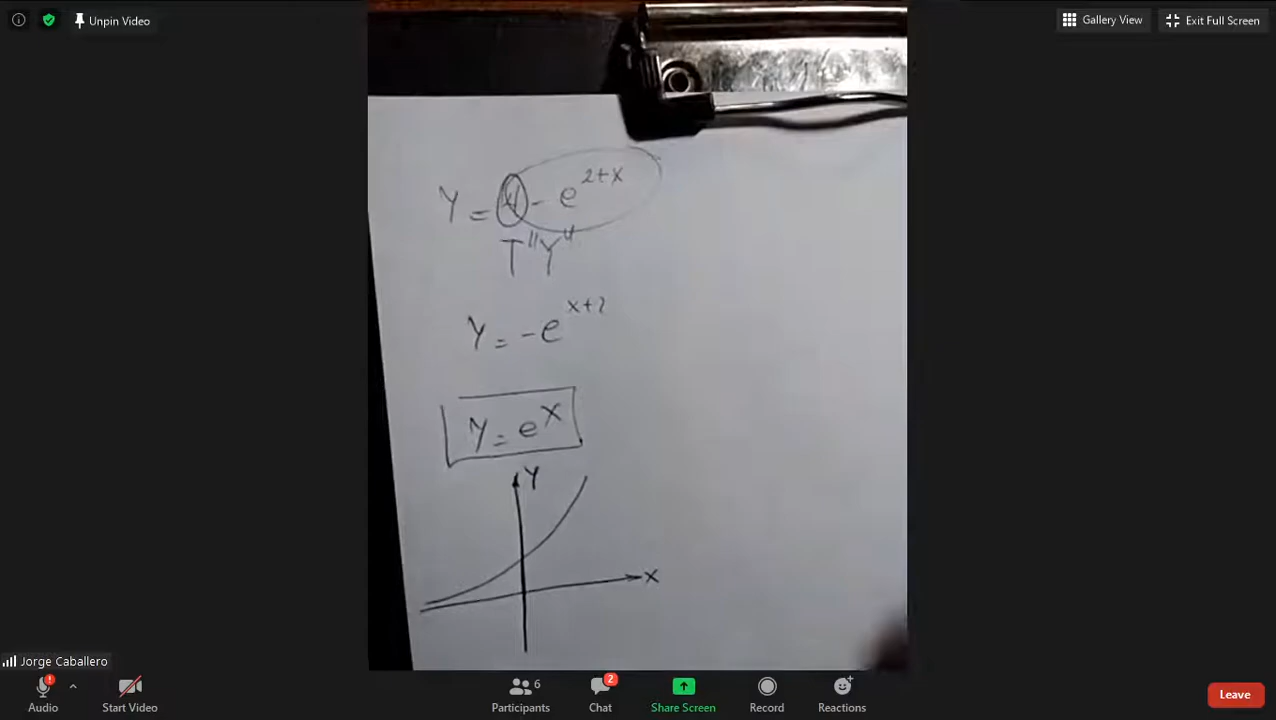 Unpin Video
Gallery View
Exit Full Screen
Y = 4 - e^{2+x}
T "Y"
Y = -e^{x+2}
Y = e^x
Y
X
Jorge Caballero
Audio
Start Video
6
Participants
2
Chat
Share Screen
Record
Reactions
Leave